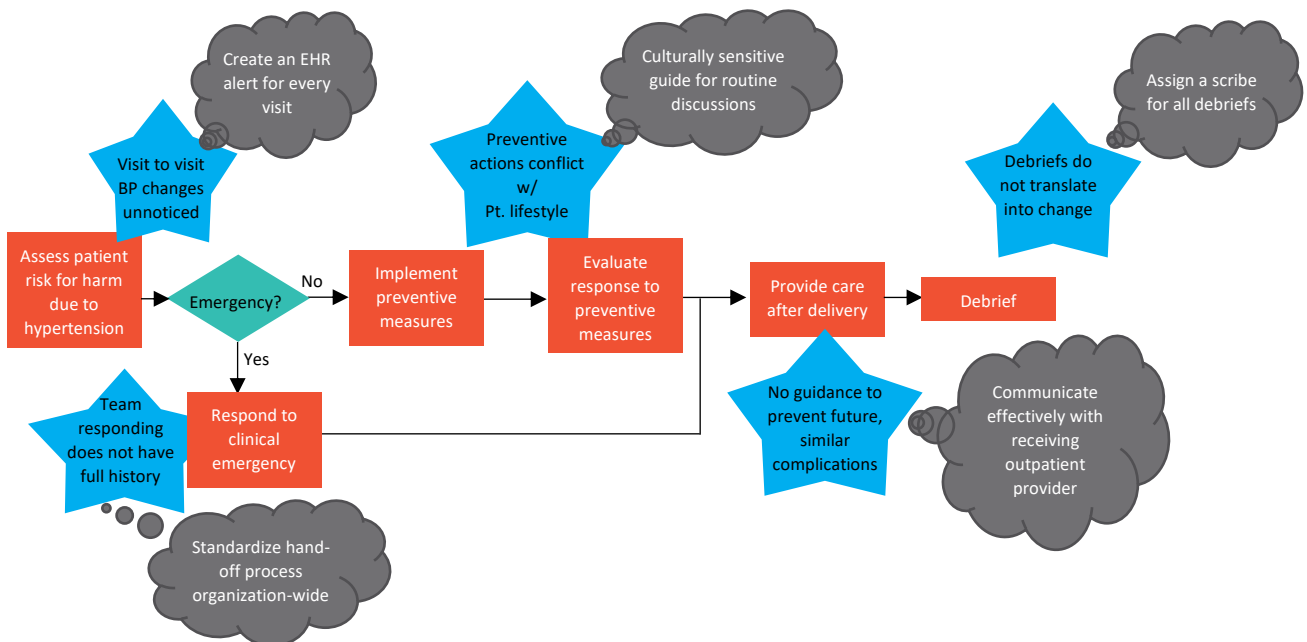 Create an EHR
alert for every
visit
Culturally sensitive
guide for routine
discussions
Assign a scribe
for all debriefs
Visit to visit
BP changes
unnoticed
Preventive
actions conflict
w/
Pt. lifestyle
Debriefs do
not translate
into change
Assess patient
risk for harm
due to
hypertension
Emergency?
No
Implement
preventive
measures
Evaluate
response to
preventive
measures
Provide care
after delivery
Debrief
Yes
Team
responding
does not have
full history
Respond to
clinical
emergency
No guidance to
prevent future,
similar
complications
Communicate
effectively with
receiving
outpatient
provider
Standardize hand-
off process
organization-wide